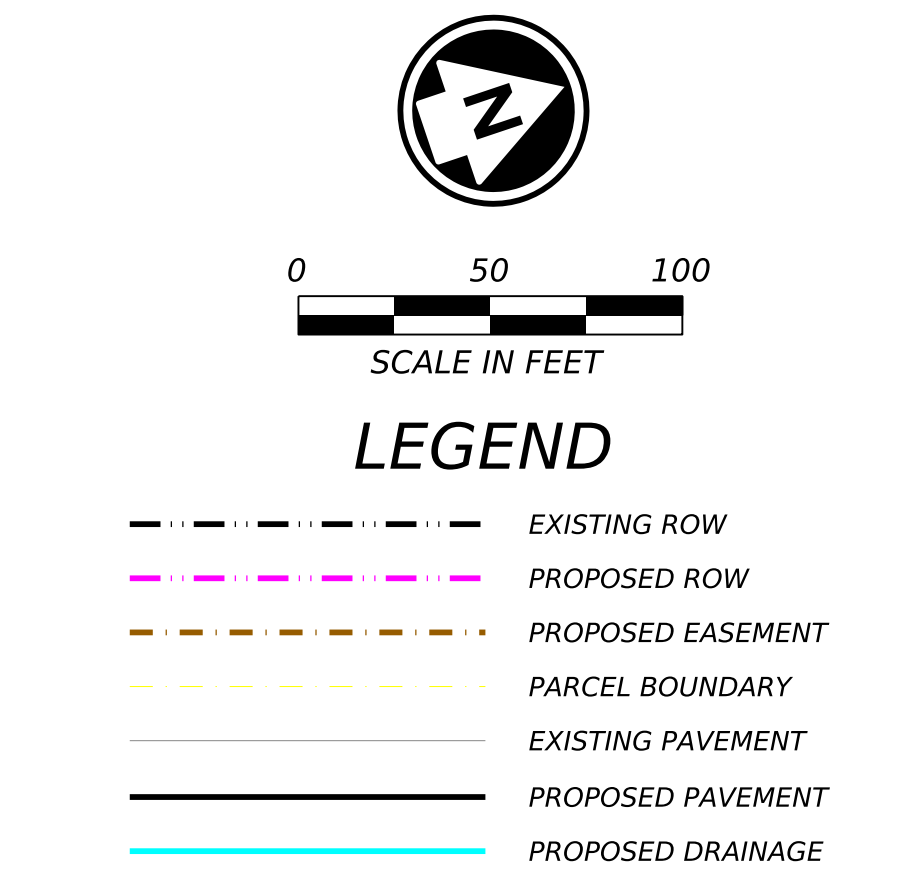 N
0 50 100
SCALE IN FEET
LEGEND
EXISTING ROW
PROPOSED ROW
PROPOSED EASEMENT
PARCEL BOUNDARY
EXISTING PAVEMENT
PROPOSED PAVEMENT
PROPOSED DRAINAGE